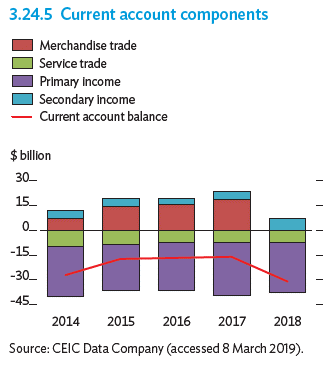 3.24.5 Current account components
Merchandise trade
Service trade
Primary income
Secondary income
Current account balance
$ billion
30
15
0
-15
-30
-45
2014 2015 2016 2017 2018
Source: CEIC Data Company (accessed 8 March 2019).